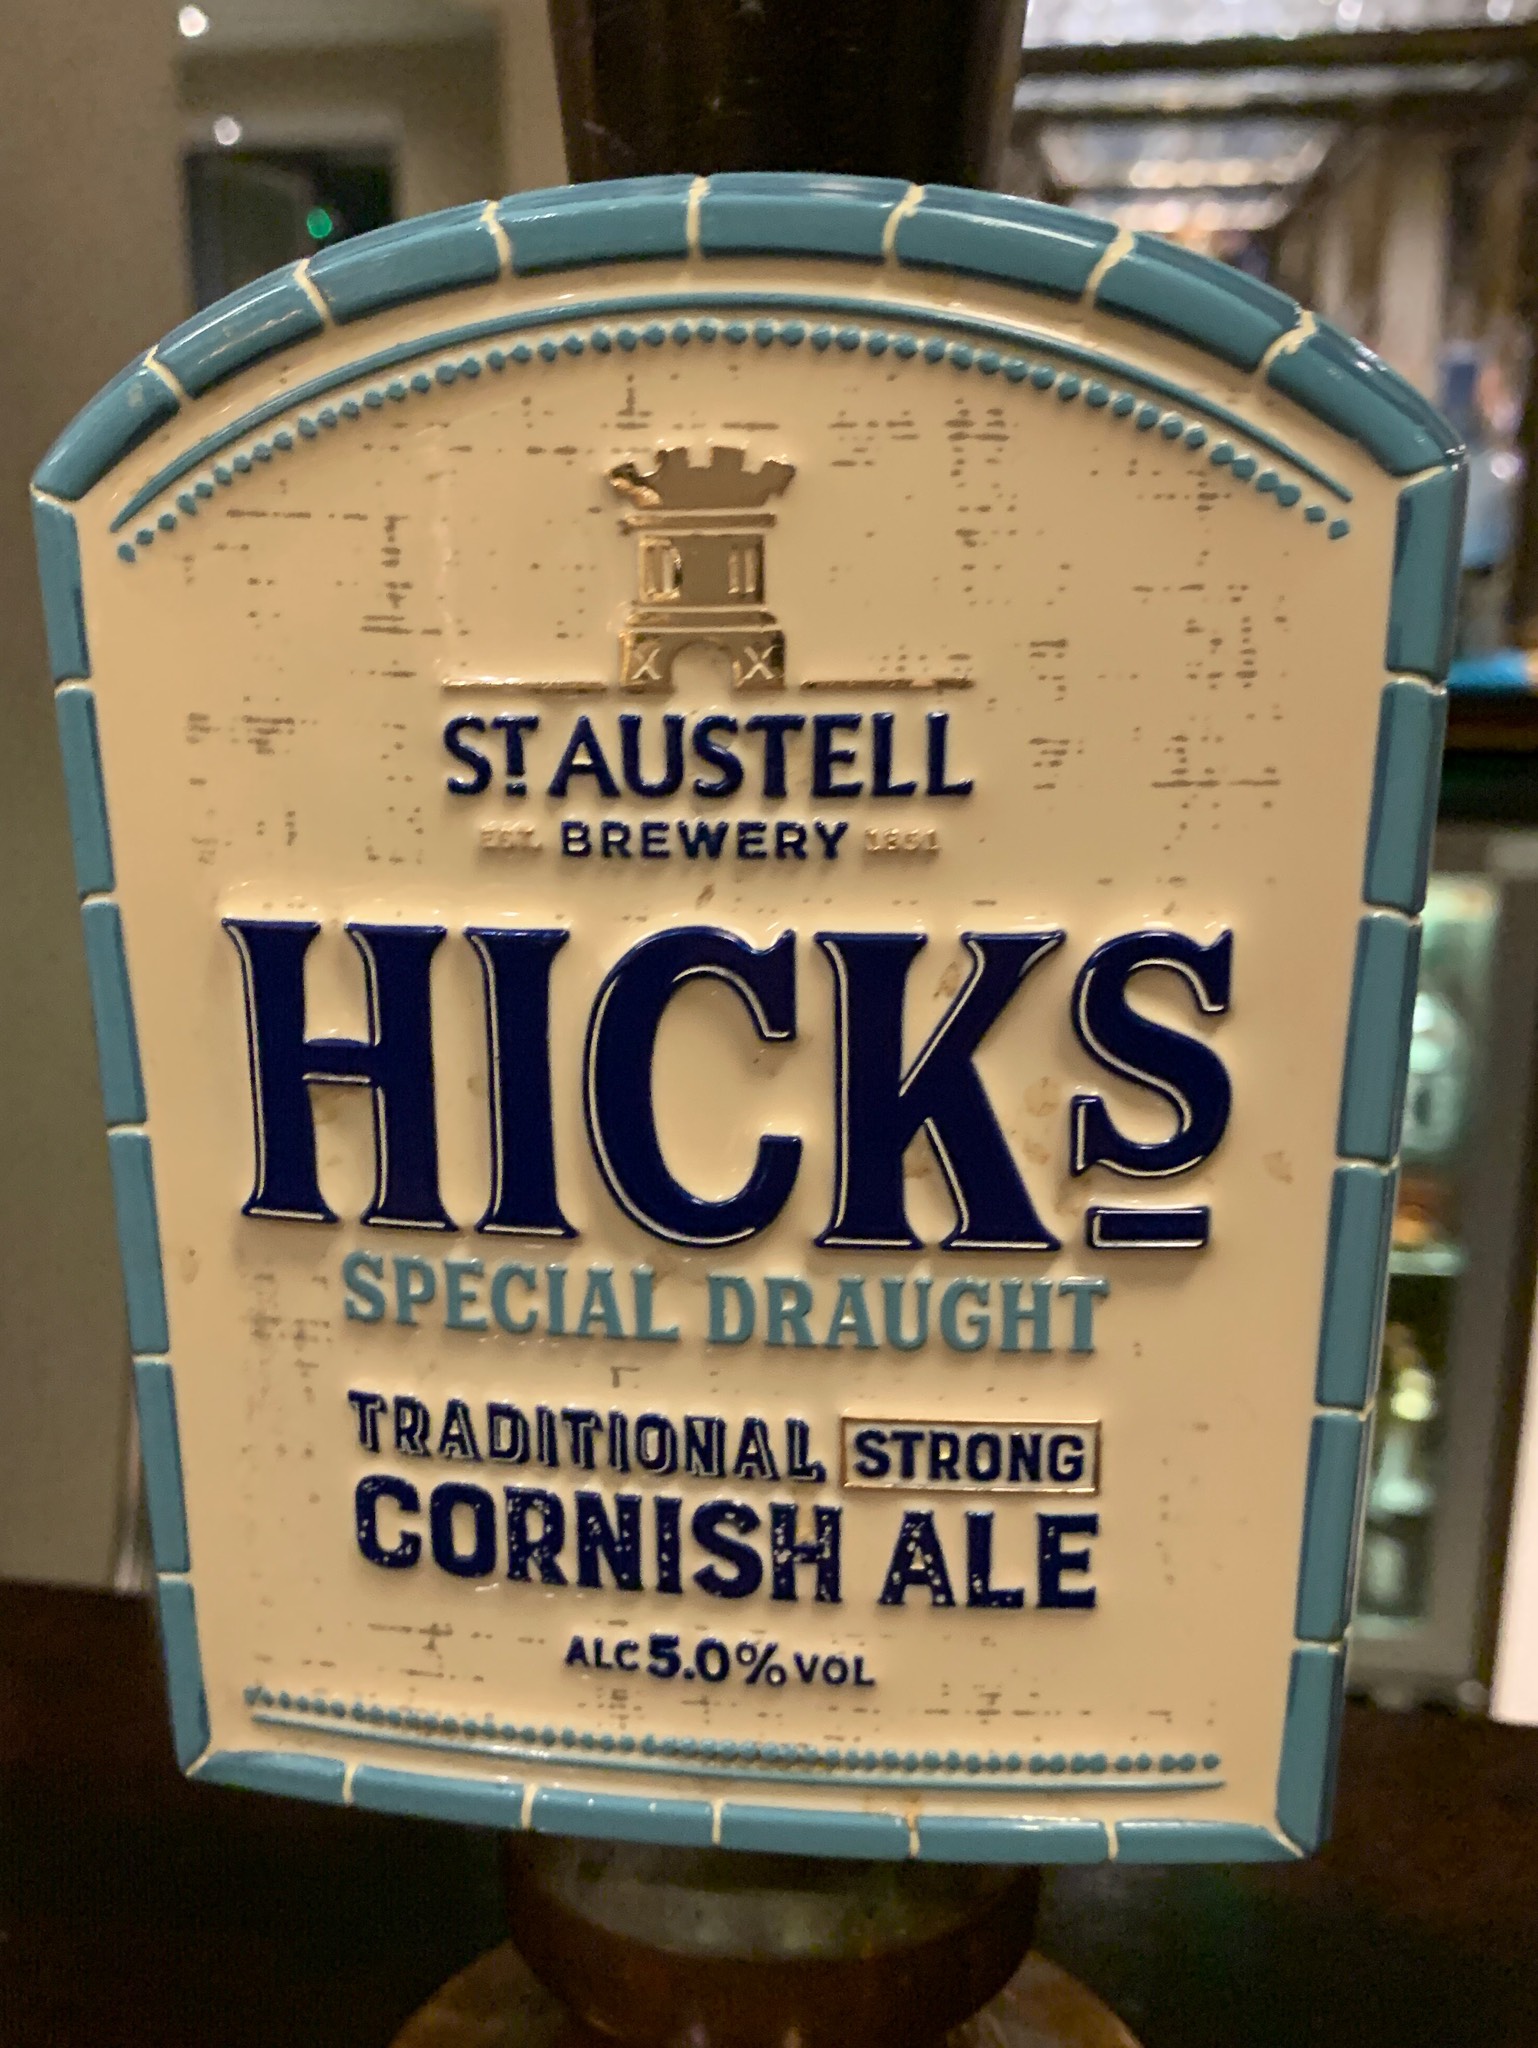 ST AUSTELL
EST. BREWERY 1851
HICKS
SPECIAL DRAUGHT
TRADITIONAL STRONG
CORNISH ALE
ALC 5.0% VOL